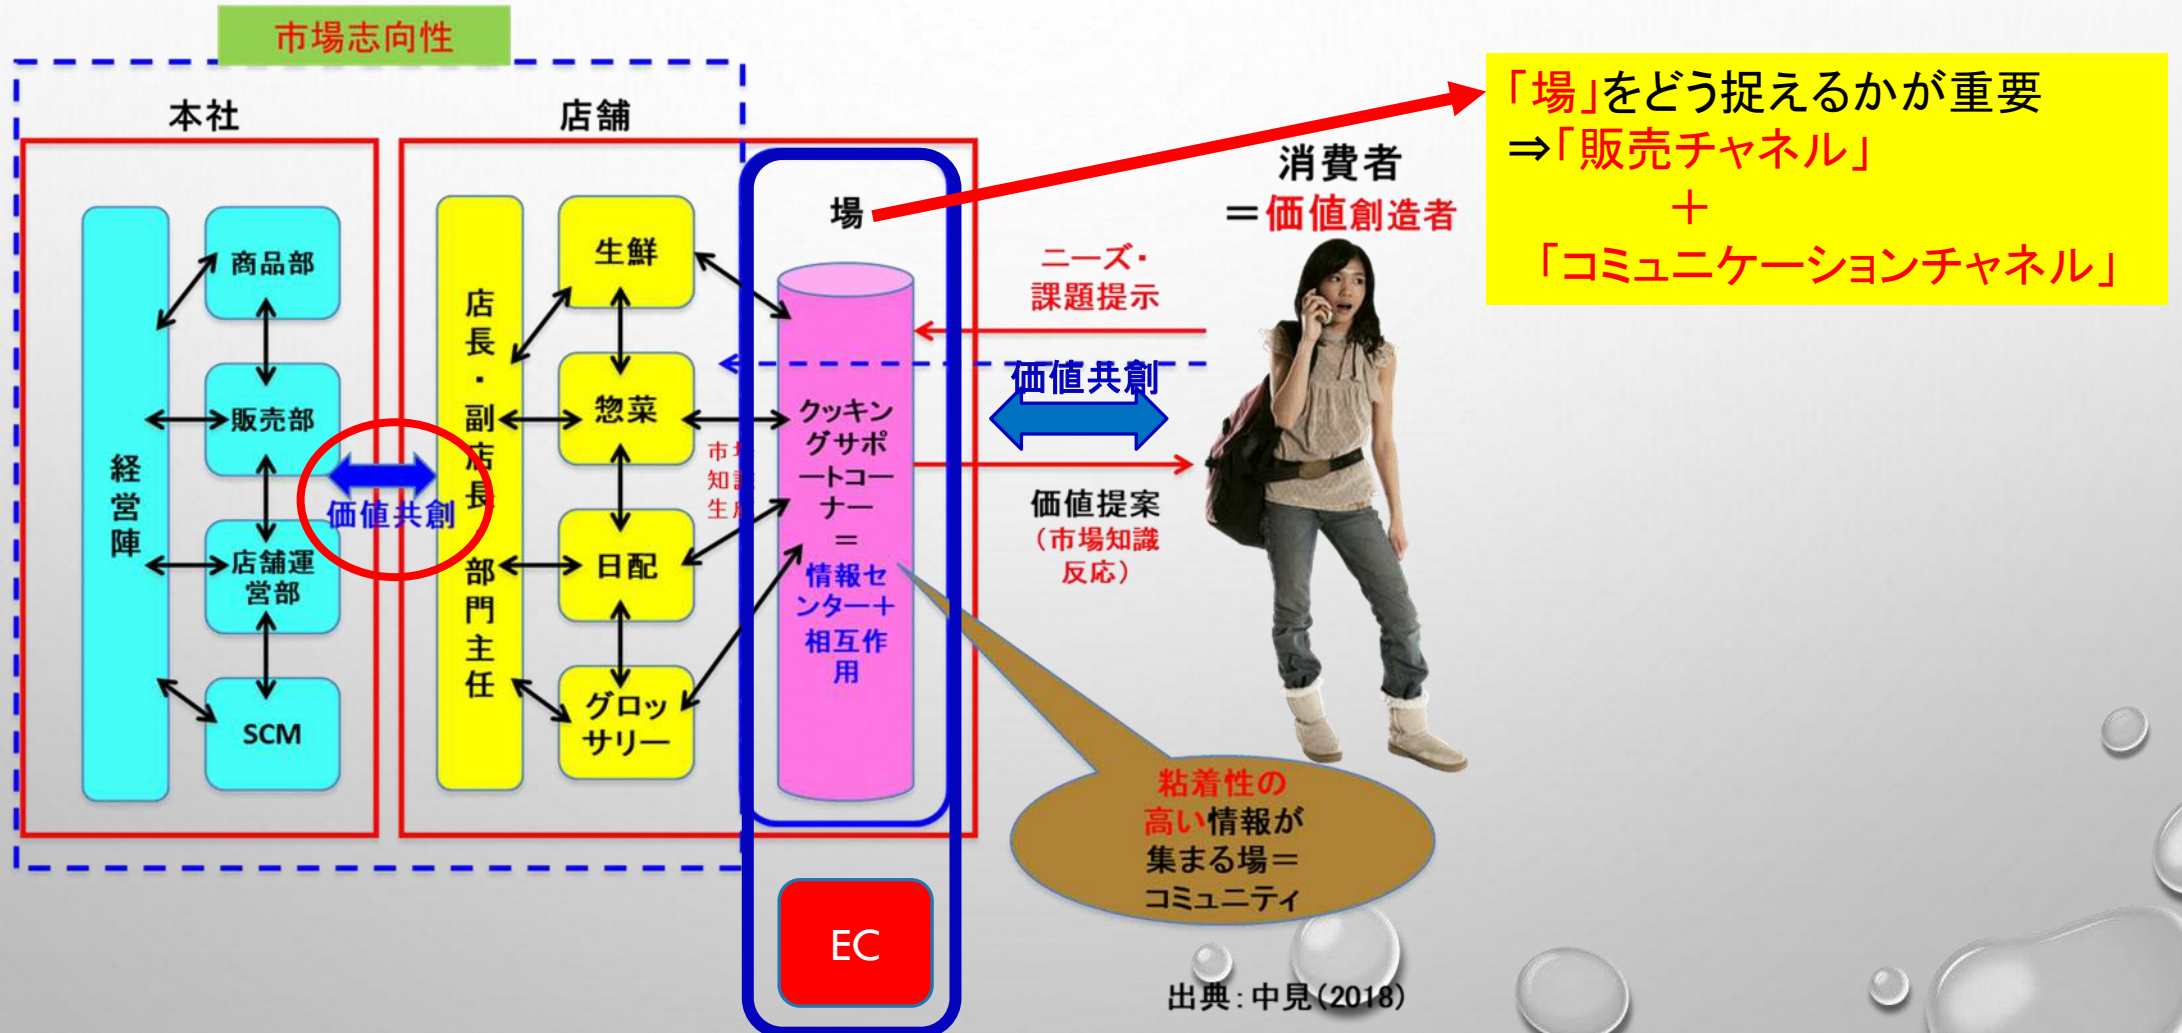 市場志向性
本社
経営陣
商品部
販売部
店舗運
営部
SCM
価値共創
店舗
店長・副店長
部門主任
生鮮
惣菜
日配
グロッ
サリー
市
知
生
場
クッキン
グサポ
ートコー
ナー
＝
情報セ
ンター＋
相互作
用
EC
消費者
＝価値創造者
ニーズ・
課題提示
価値共創
価値提案
（市場知識
反応）
粘着性の
高い情報が
集まる場＝
コミュニティ
「場」をどう捉えるかが重要
⇒「販売チャネル」
＋
「コミュニケーションチャネル」
出典：中見（2018）